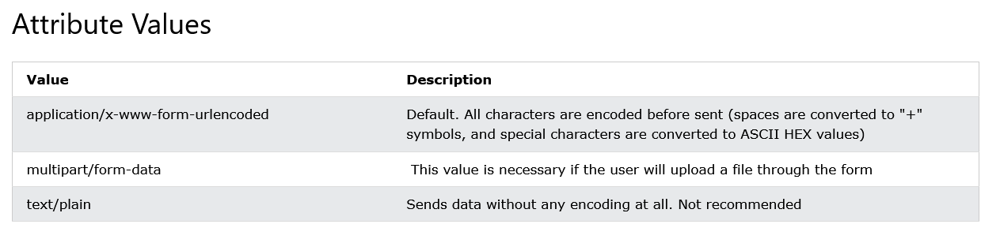 Attribute Values
Value Description
application/x-www-form-urlencoded Default. All characters are encoded before sent (spaces are converted to "+"
symbols, and special characters are converted to ASCII HEX values)
multipart/form-data This value is necessary if the user will upload a file through the form
text/plain Sends data without any encoding at all. Not recommended